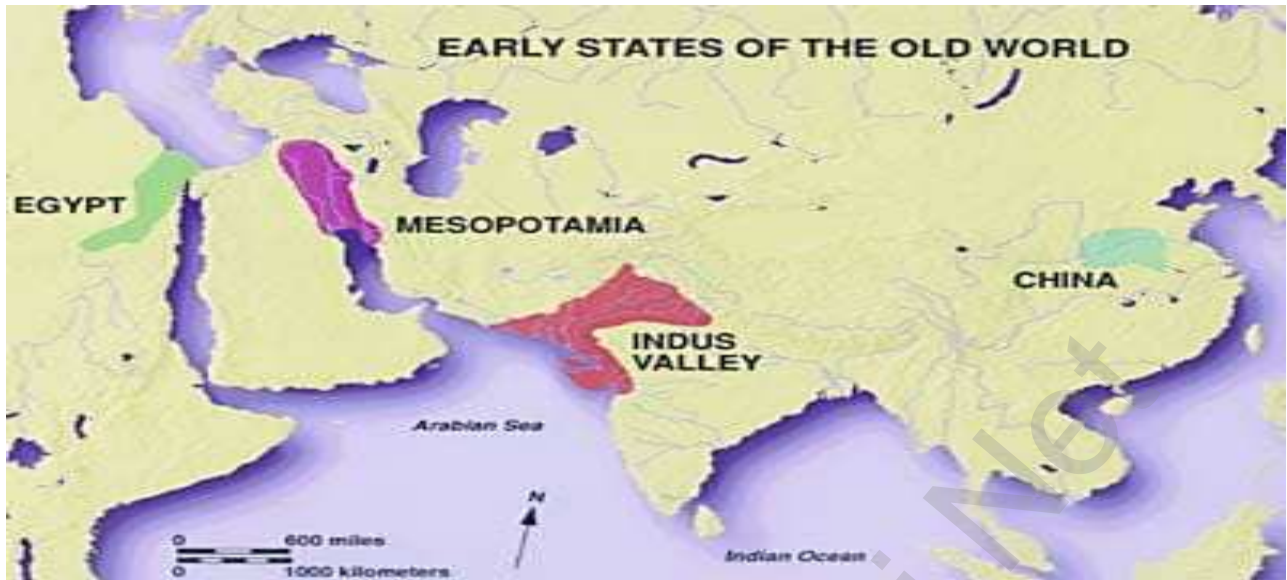 EARLY STATES OF THE OLD WORLD
EGYPT
MESOPOTAMIA
CHINA
INDUS
VALLEY
Arabian Sea
N
0 600 miles
0 1000 kilometers
Indian Ocean
Net